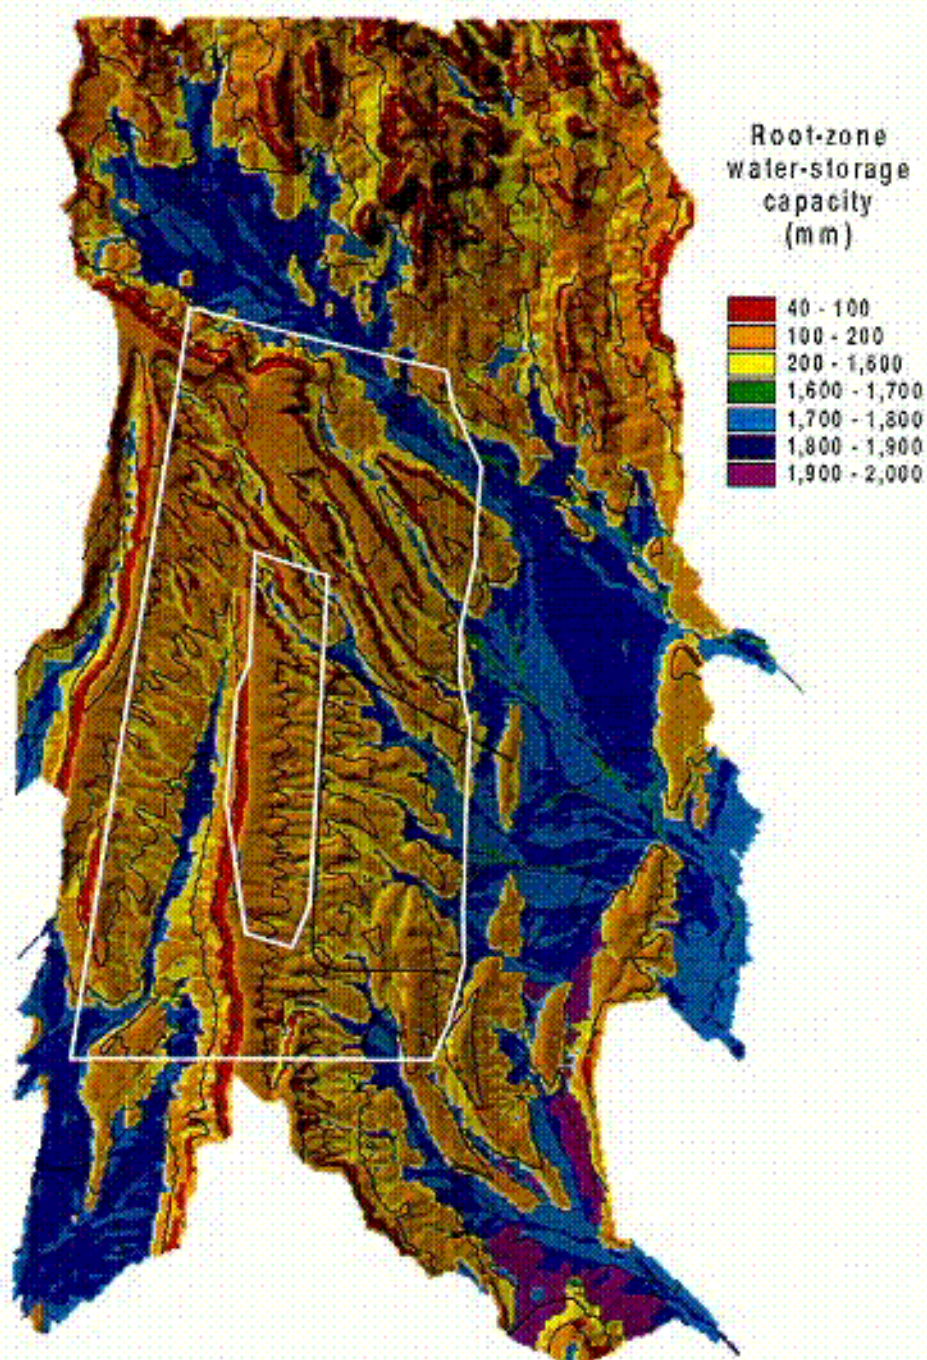 Root-zone
water-storage
capacity
(mm)
40 - 100
100 - 200
200 - 1,600
1,600 - 1,700
1,700 - 1,800
1,800 - 1,900
1,900 - 2,000